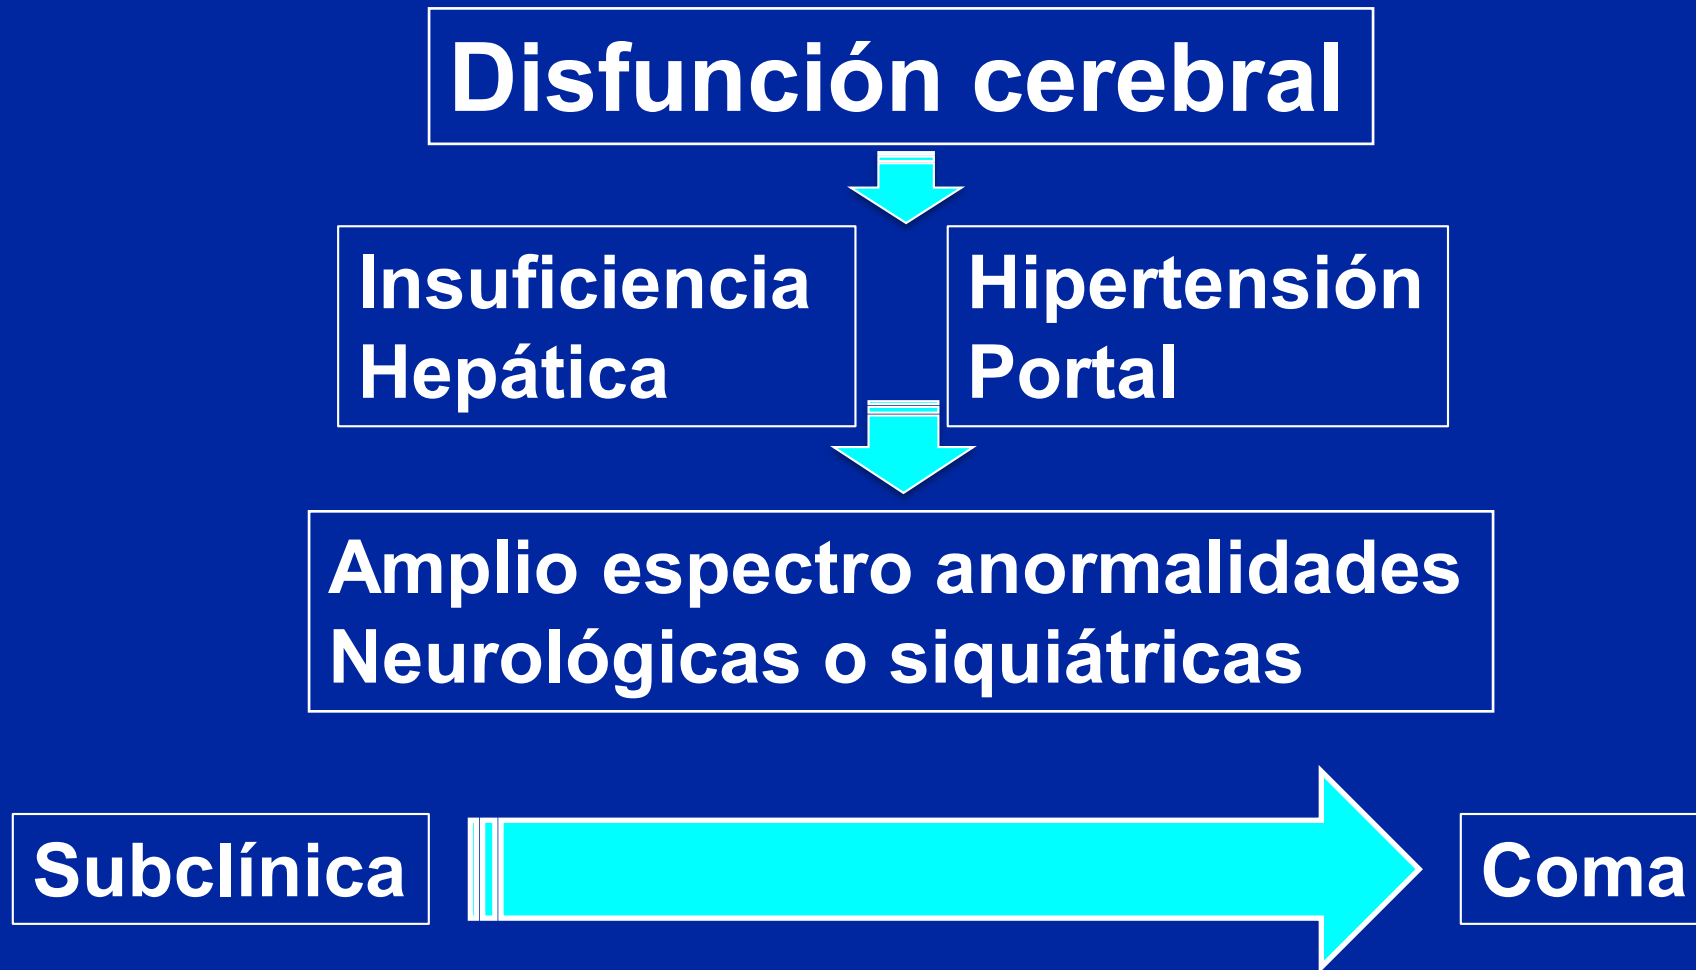 Disfunción cerebral
Insuficiencia
Hepática
Hipertensión
Portal
Amplio espectro anormalidades
Neurológicas o siquiátricas
Subclínica
Coma